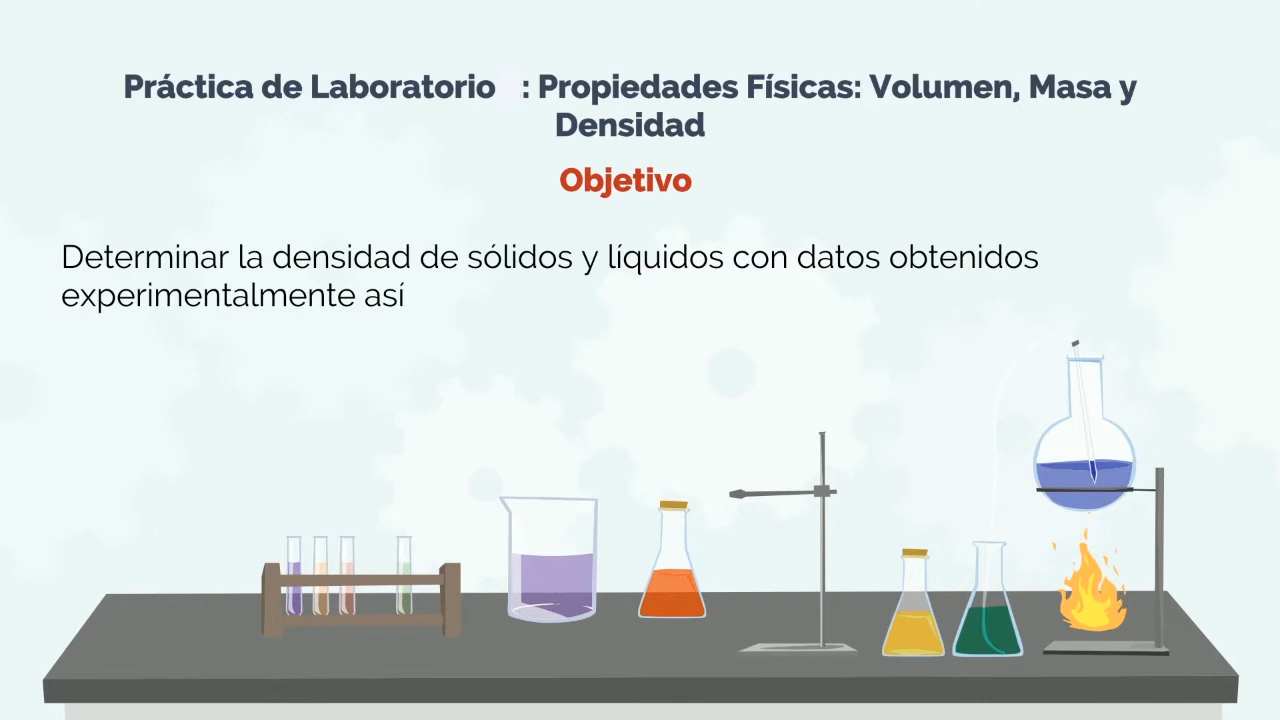 Práctica de Laboratorio : Propiedades Físicas: Volumen, Masa y
Densidad
Objetivo
Determinar la densidad de sólidos y líquidos con datos obtenidos
experimentalmente así